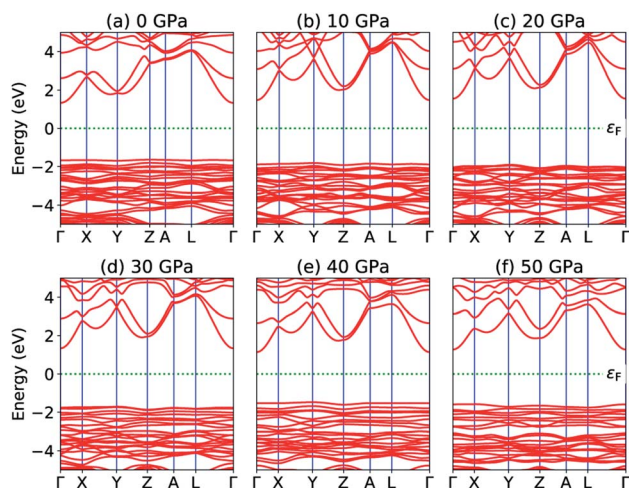 (a) 0 GPa (b) 10 GPa (c) 20 GPa
Energy (eV)
4
2
0
−2
−4
εF
Γ X Y Z A L Γ
Γ X Y Z A L Γ
Γ X Y Z A L Γ
(d) 30 GPa (e) 40 GPa (f) 50 GPa
Energy (eV)
4
2
0
−2
−4
εF
Γ X Y Z A L Γ
Γ X Y Z A L Γ
Γ X Y Z A L Γ